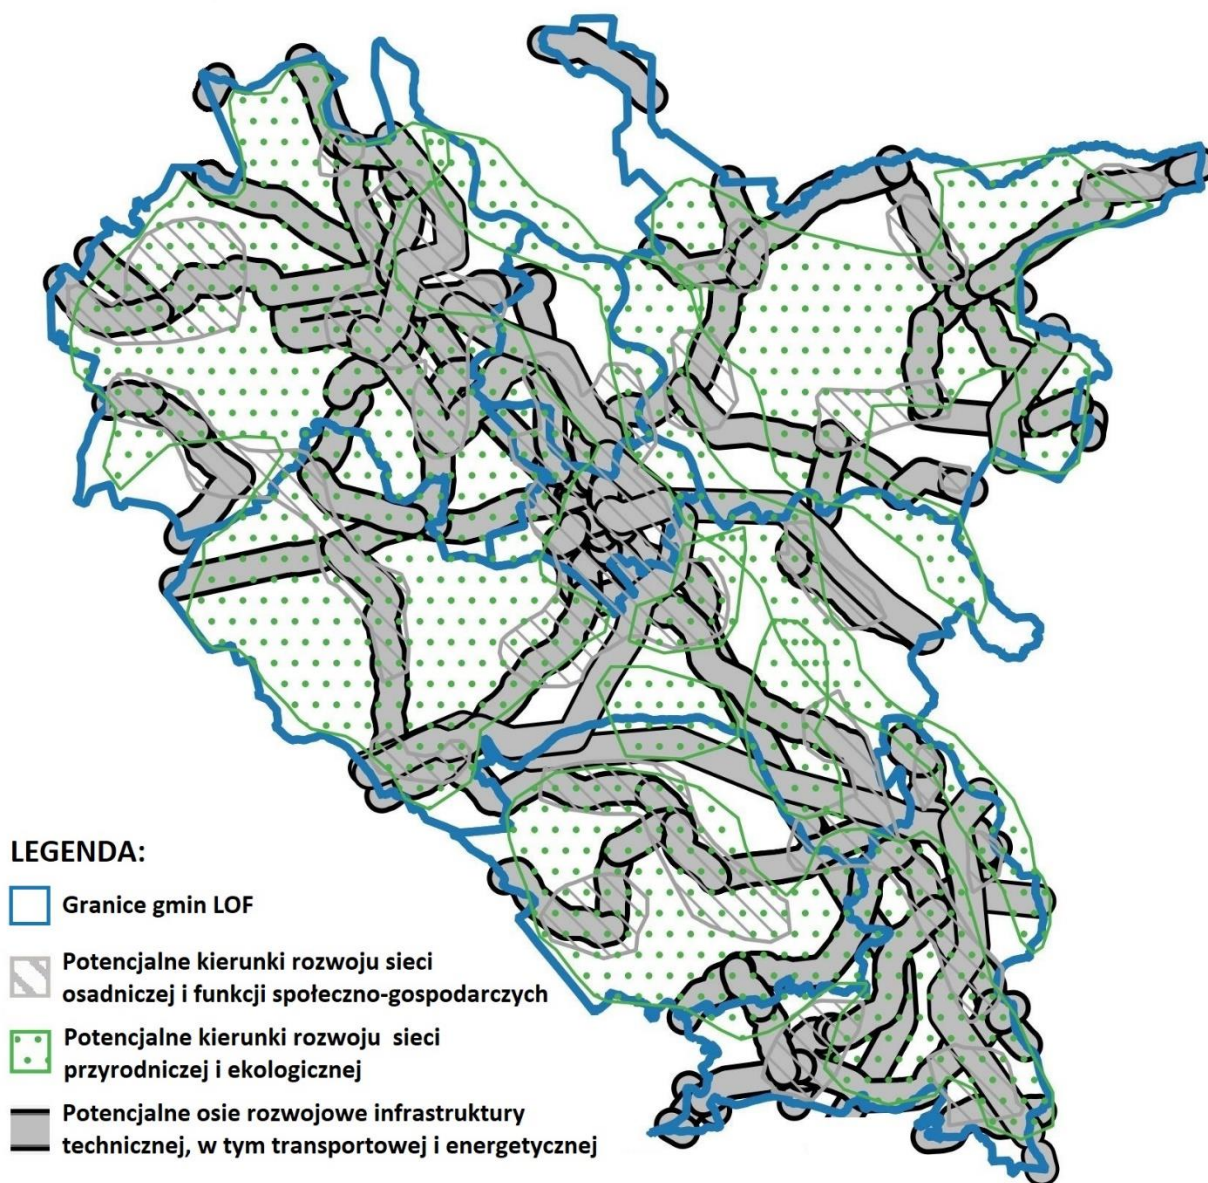 LEGENDA:
Granice gmin LOF
Potencjalne kierunki rozwoju sieci
osadniczej i funkcji społeczno-gospodarczych
Potencjalne kierunki rozwoju sieci
przyrodniczej i ekologicznej
Potencjalne osie rozwojowe infrastruktury
technicznej, w tym transportowej i energetycznej